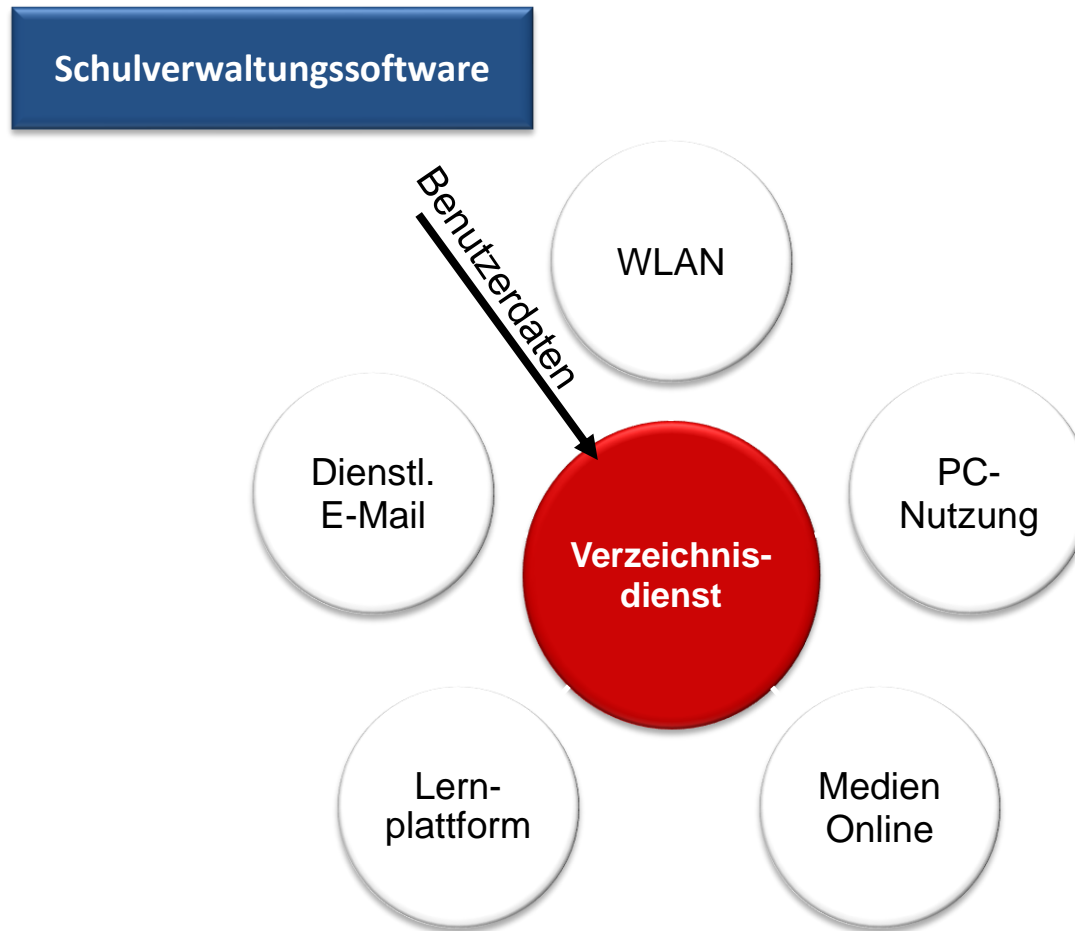 Schulverwaltungssoftware
Benutzerdaten
WLAN
Dienstl.
E-Mail
PC-
Nutzung
Verzeichnis-
dienst
Lern-
plattform
Medien
Online